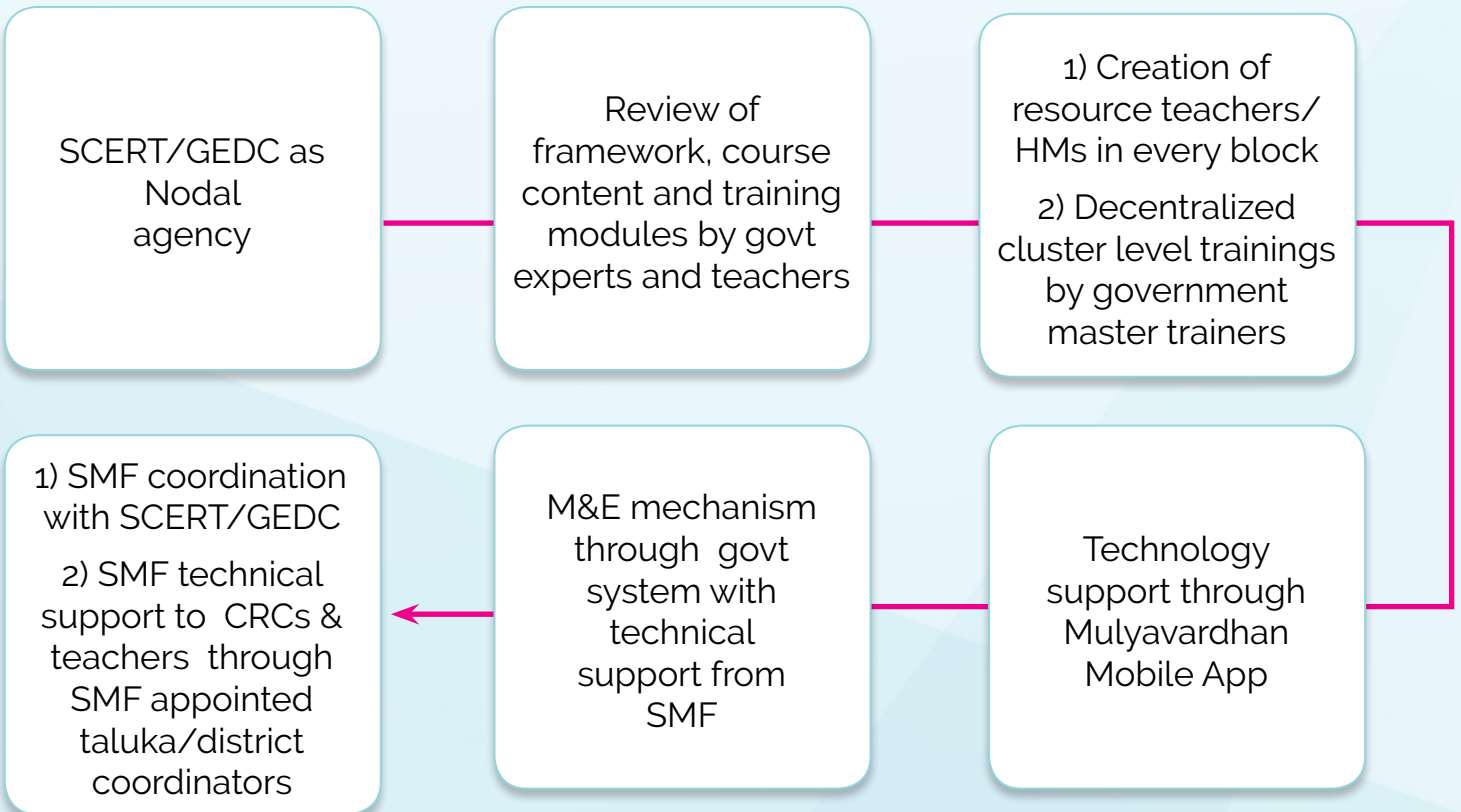 SCERT/GEDC as
Nodal
agency
Review of
framework, course
content and training
modules by govt
experts and teachers
1) Creation of
resource teachers/
HMs in every block
2) Decentralized
cluster level trainings
by government
master trainers
Technology
support through
Mulyavardhan
Mobile App
M&E mechanism
through govt
system with
technical
support from
SMF
1) SMF coordination
with SCERT/GEDC
2) SMF technical
support to CRCs &
teachers through
SMF appointed
taluka/district
coordinators